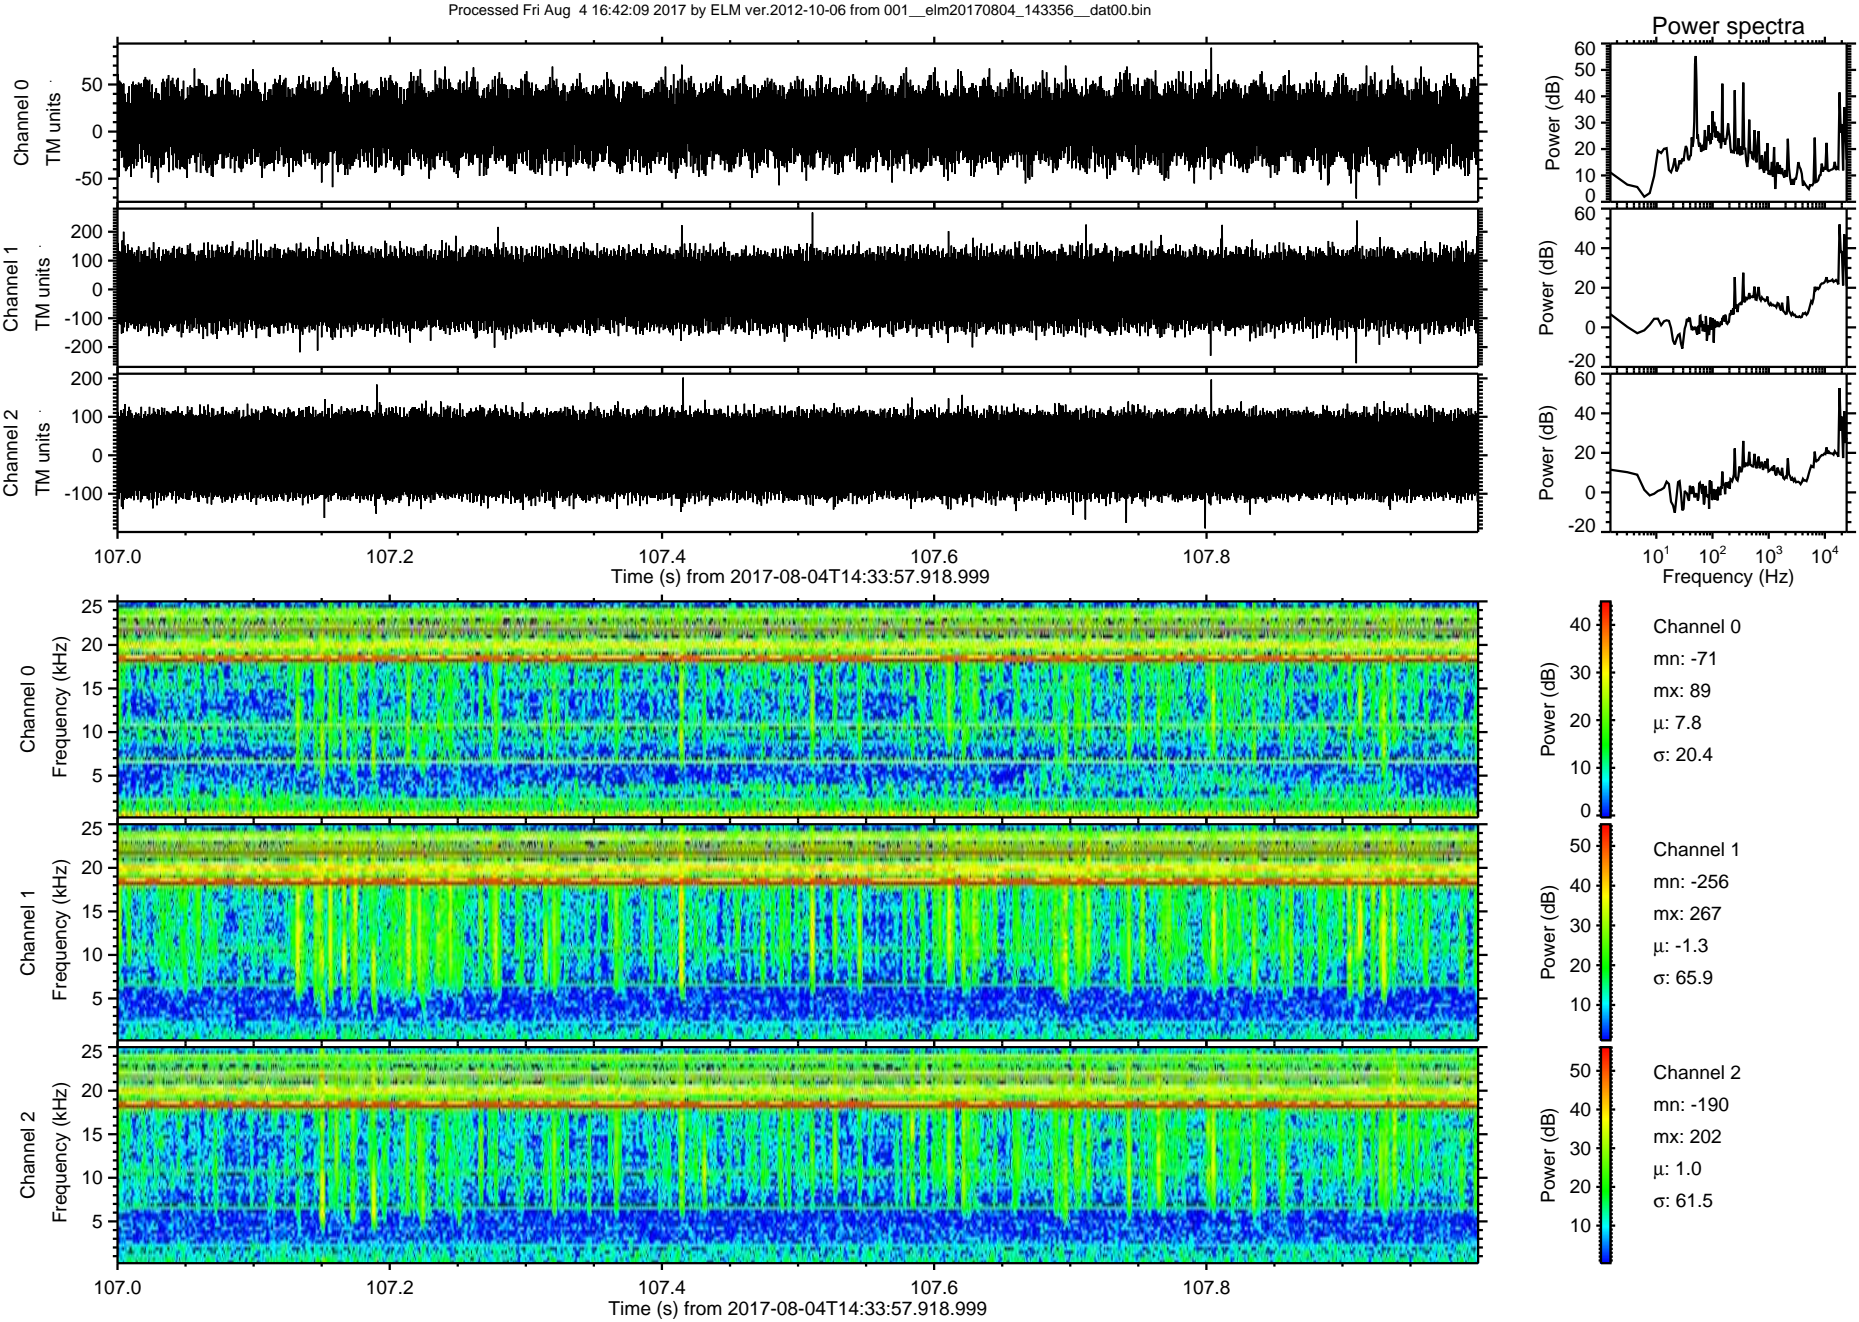 Processed Fri Aug  4 16:42:09 2017 by ELM ver.2012-10-06 from 001__elm20170804_143356__dat00.bin
Power spectra
Channel 0
TM units
50
0
-50
Power (dB)
60
50
40
30
20
10
0
Channel 1
TM units
200
100
0
-100
-200
Power (dB)
60
40
20
0
-20
Channel 2
TM units
200
100
0
-100
Power (dB)
60
40
20
0
-20
107.0 107.2 107.4 107.6 107.8
Time (s) from 2017-08-04T14:33:57.918.999
10^1 10^2 10^3 10^4
Frequency (Hz)
Channel 0
Frequency (kHz)
25
20
15
10
5
Power (dB)
40
30
20
10
0
Channel 0
mn: -71
mx: 89
μ: 7.8
σ: 20.4
Channel 1
Frequency (kHz)
25
20
15
10
5
Power (dB)
50
40
30
20
10
Channel 1
mn: -256
mx: 267
μ: -1.3
σ: 65.9
Channel 2
Frequency (kHz)
25
20
15
10
5
Power (dB)
50
40
30
20
10
Channel 2
mn: -190
mx: 202
μ: 1.0
σ: 61.5
107.0 107.2 107.4 107.6 107.8
Time (s) from 2017-08-04T14:33:57.918.999